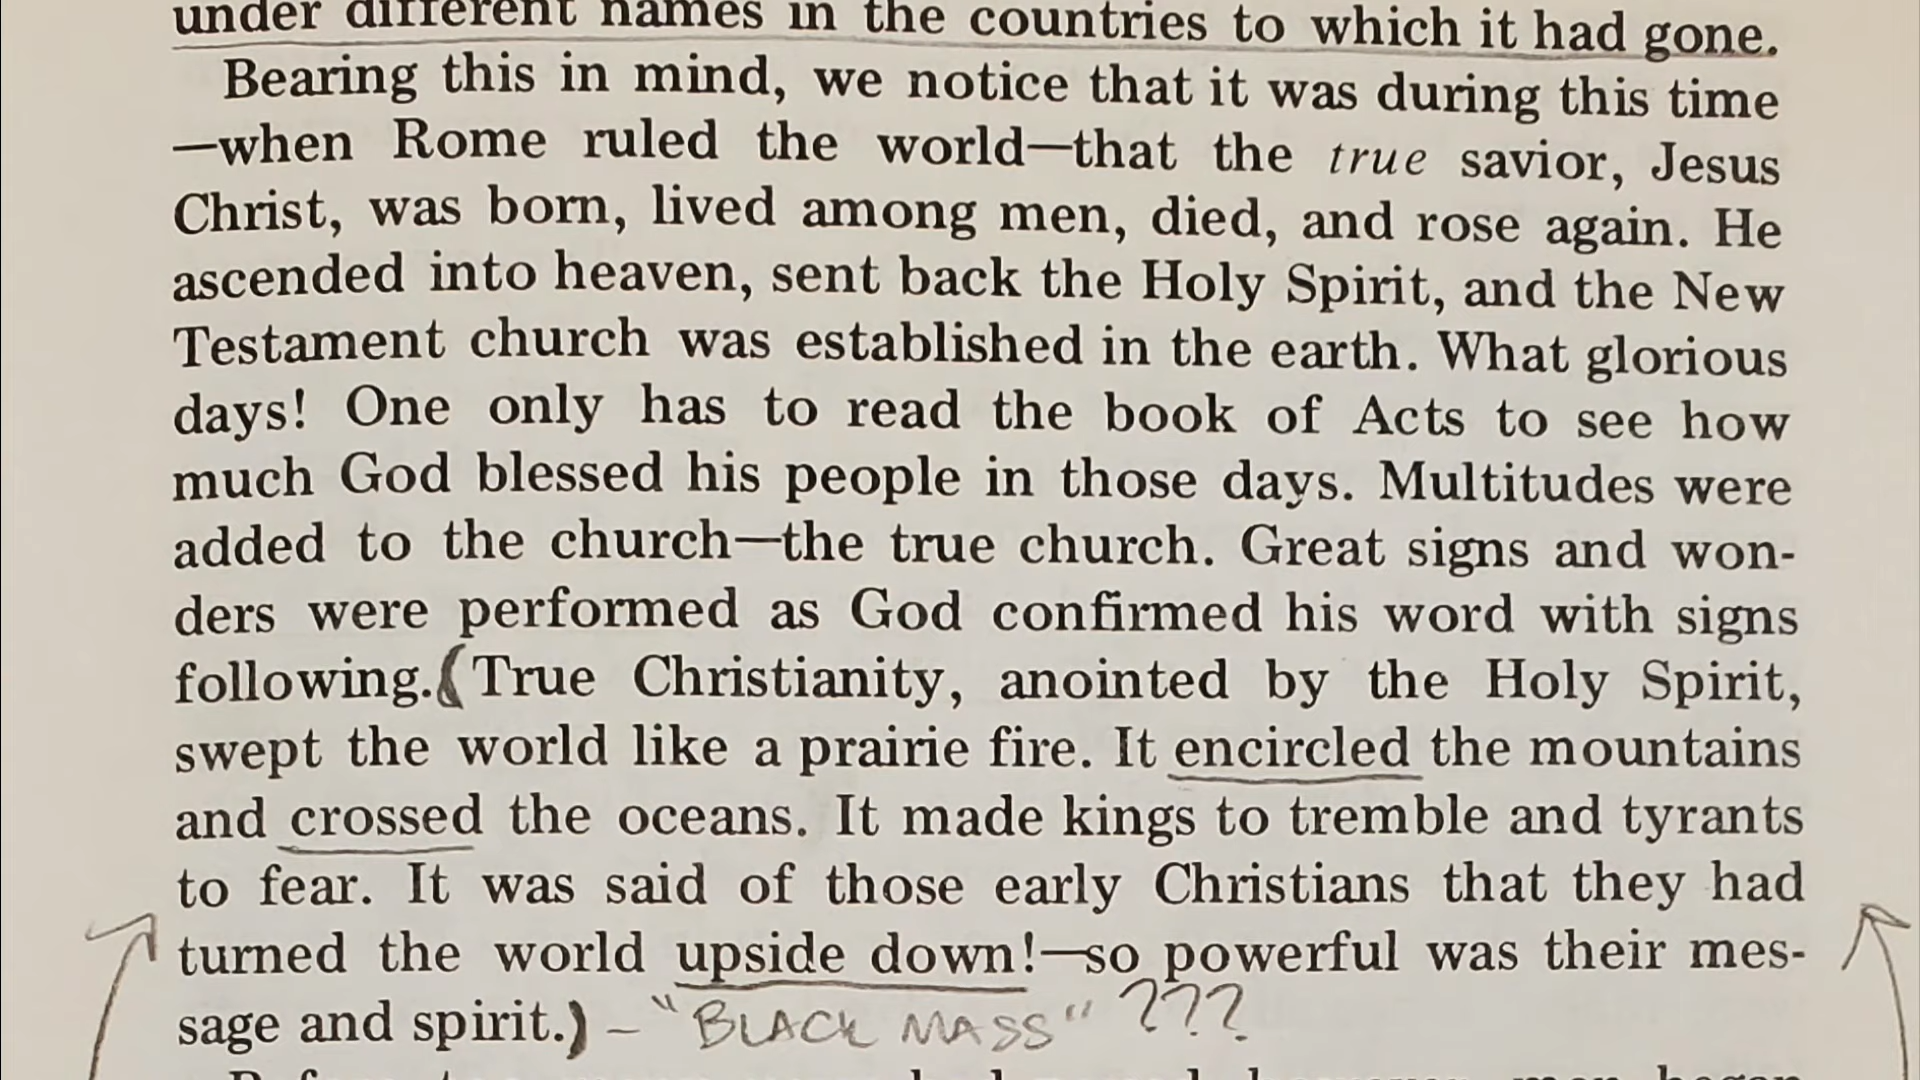 under different names in the countries to which it had gone.
Bearing this in mind, we notice that it was during this time
—when Rome ruled the world—that the true savior, Jesus
Christ, was born, lived among men, died, and rose again. He
ascended into heaven, sent back the Holy Spirit, and the New
Testament church was established in the earth. What glorious
days! One only has to read the book of Acts to see how
much God blessed his people in those days. Multitudes were
added to the church—the true church. Great signs and won-
ders were performed as God confirmed his word with signs
following. (True Christianity, anointed by the Holy Spirit,
swept the world like a prairie fire. It encircled the mountains
and crossed the oceans. It made kings to tremble and tyrants
to fear. It was said of those early Christians that they had
turned the world upside down!—so powerful was their mes-
sage and spirit.) – "BLACK MASS" ???